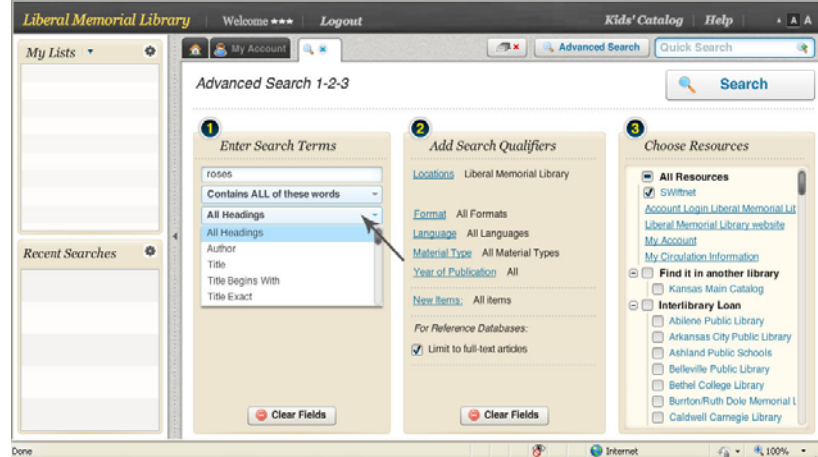 Liberal Memorial Library Welcome *** Logout Kids' Catalog Help A A A
My Lists
My Account
Advanced Search
Quick Search
Advanced Search 1-2-3
Search
1
Enter Search Terms
roses
Contains ALL of these words
All Headings
All Headings
Author
Title
Title Begins With
Title Exact
Clear Fields
2
Add Search Qualifiers
Locations Liberal Memorial Library
Format All Formats
Language All Languages
Material Type All Material Types
Year of Publication All
New Items: All items
For Reference Databases:
Limit to full-text articles
Clear Fields
3
Choose Resources
All Resources
SWiftnet
Account Login Liberal Memorial Lit
Liberal Memorial Library website
My Account
My Circulation Information
Find it in another library
Kansas Main Catalog
Interlibrary Loan
Abilene Public Library
Arkansas City Public Library
Ashland Public Schools
Belleville Public Library
Bethel College Library
Burrton/Ruth Dole Memorial L
Caldwell Carnegie Library
Recent Searches
Done
Internet
100%